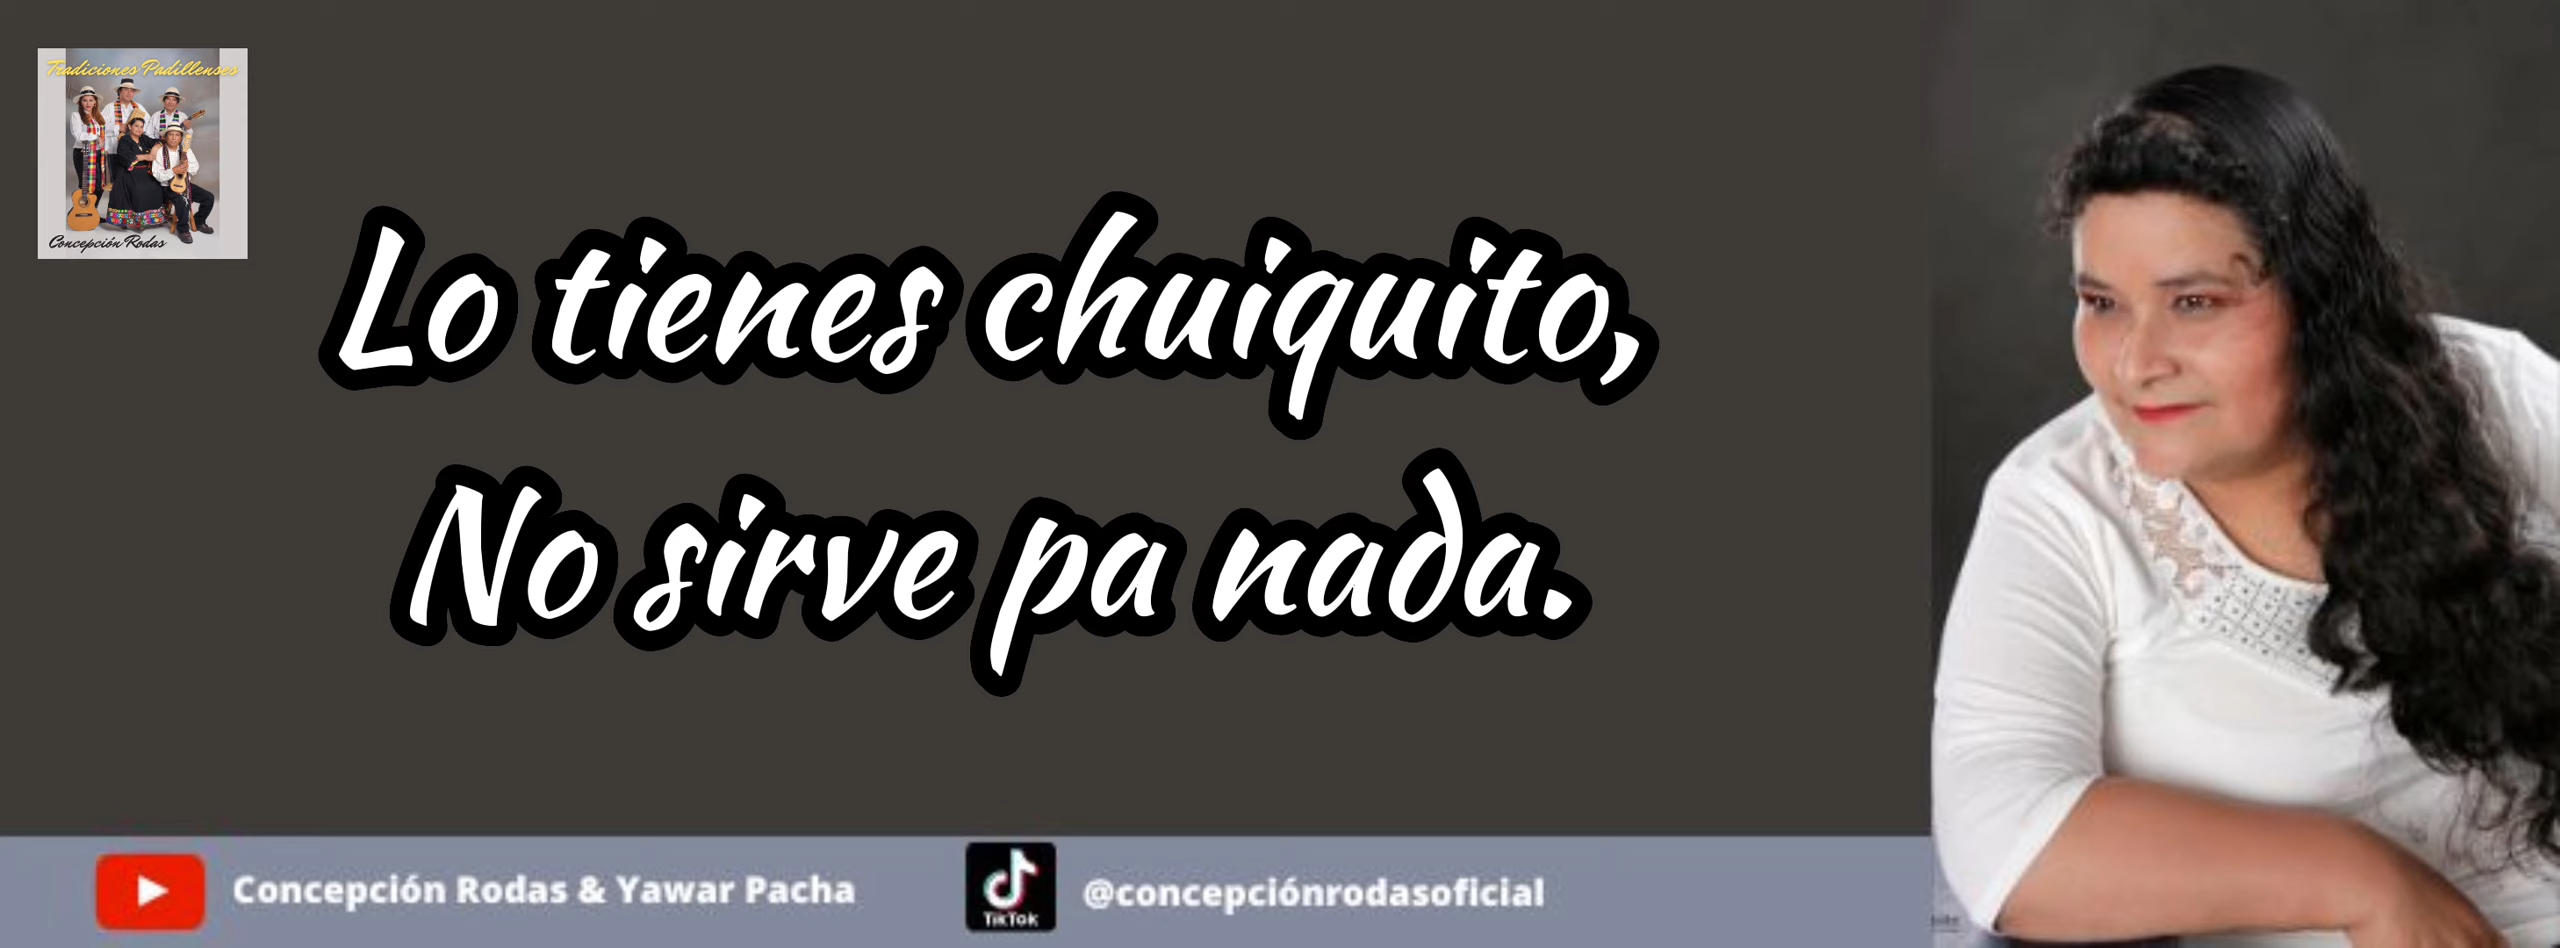 Tradiciones Padillenses
Concepción Rodas
Lo tienes chuiquito,
No sirve pa nada.
Concepción Rodas & Yawar Pacha
TikTok
@concepciónrodasoficial